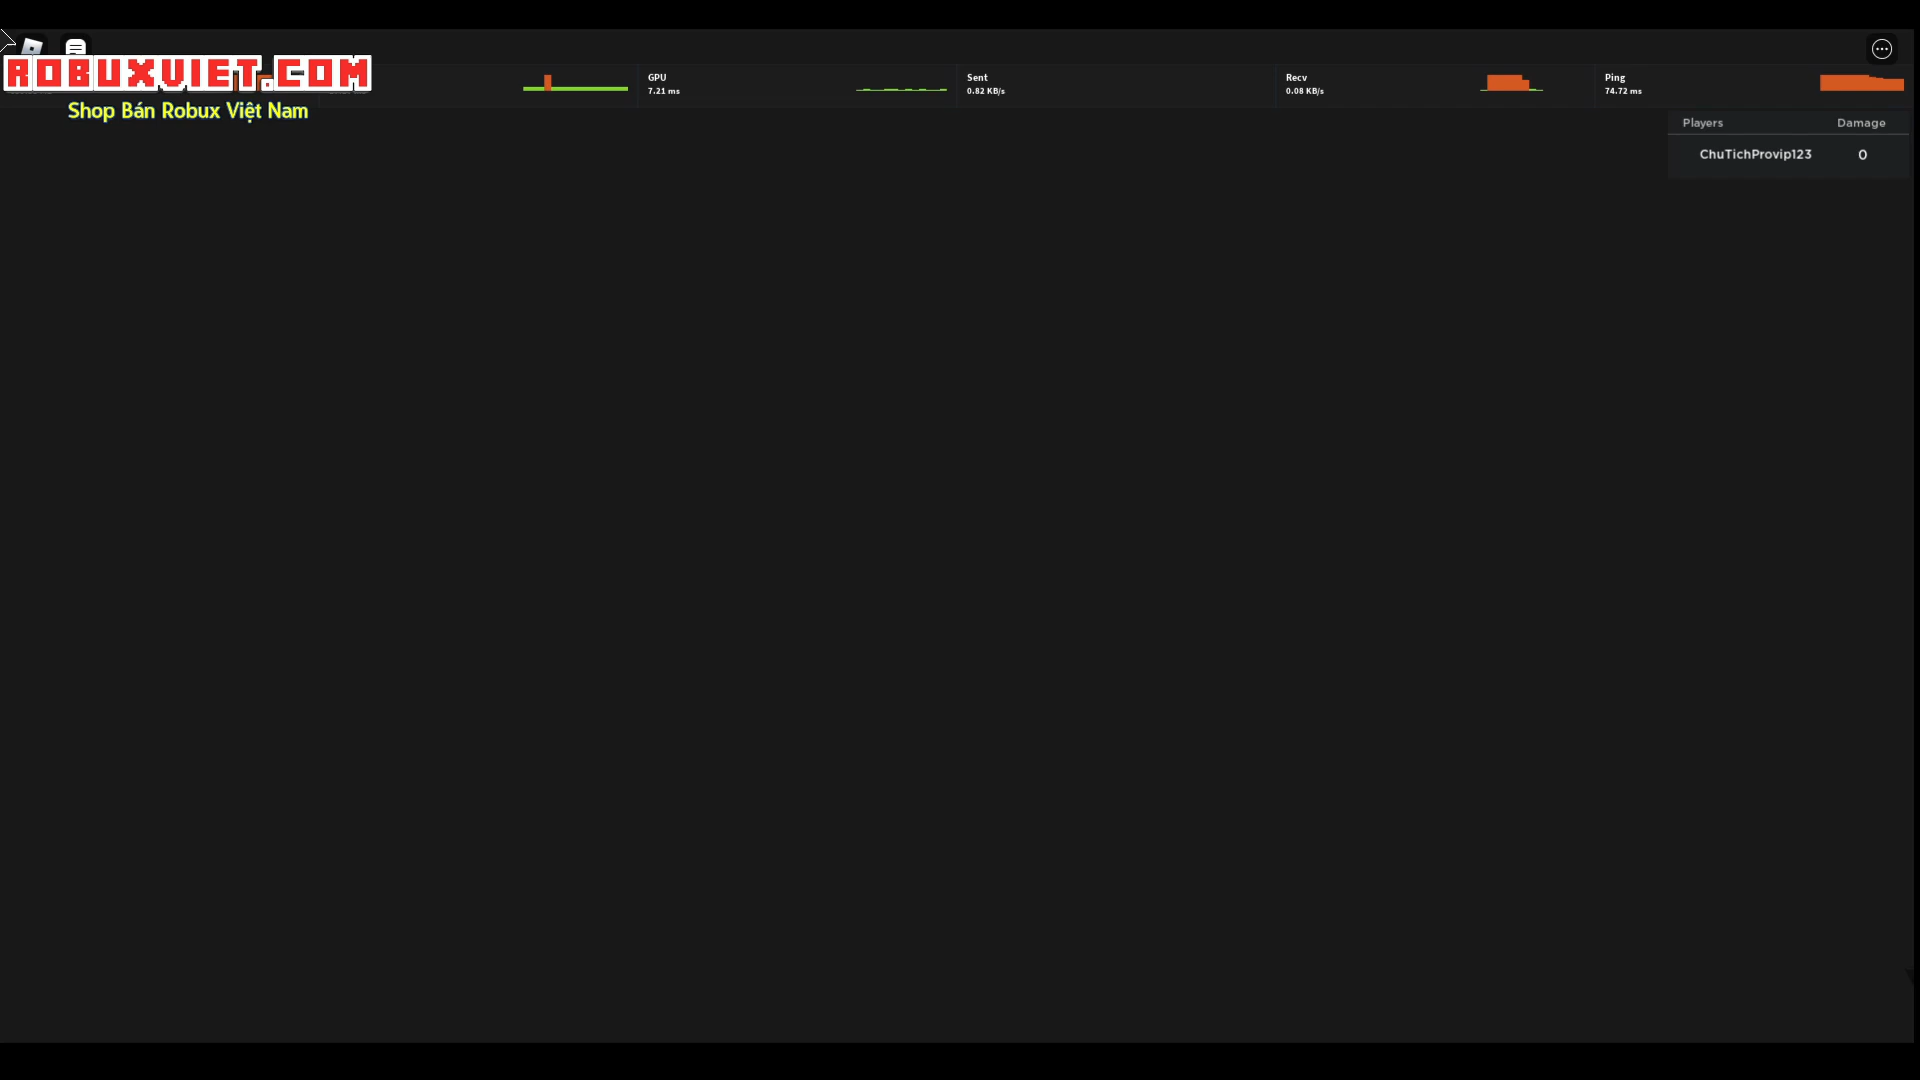 ROBUXVIET.COM
Shop Bán Robux Việt Nam
GPU
7.21 ms
Sent
0.82 KB/s
Recv
0.08 KB/s
Ping
74.72 ms
Players Damage
ChuTichProvip123 0